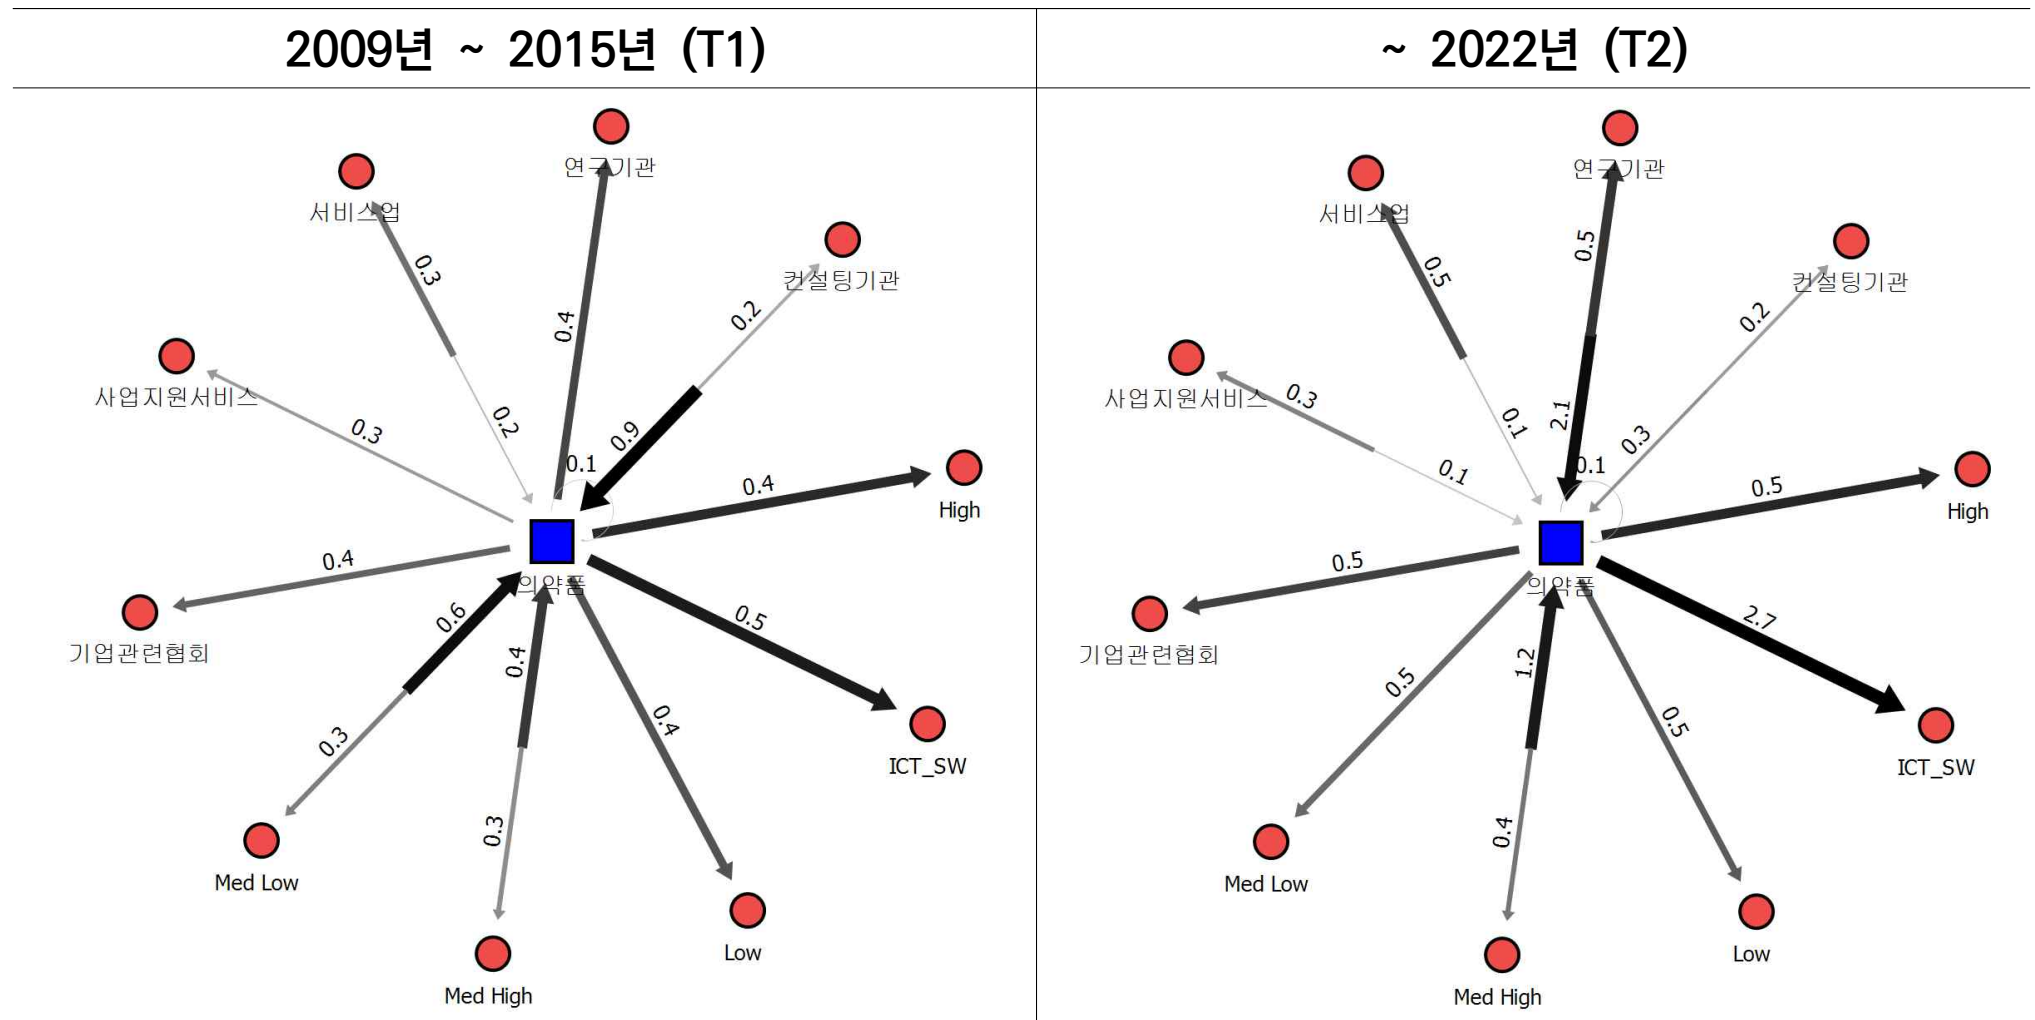 2009년 ~ 2015년 (T1)
~ 2022년 (T2)
연구기관
서비스업
컨설팅기관
0.3
0.4
0.2
사업지원서비스
0.3
0.2
0.9
0.1
0.4
High
의약품
0.4
0.6
0.4
0.5
0.4
기업관련협회
0.3
0.3
ICT_SW
Med Low
Low
Med High
연구기관
서비스업
컨설팅기관
0.5
0.5
0.2
사업지원서비스
0.3
0.1
0.1
2.1
0.3
0.1
0.5
High
의약품
0.5
0.5
1.2
2.7
0.5
기업관련협회
0.4
ICT_SW
Med Low
Low
Med High